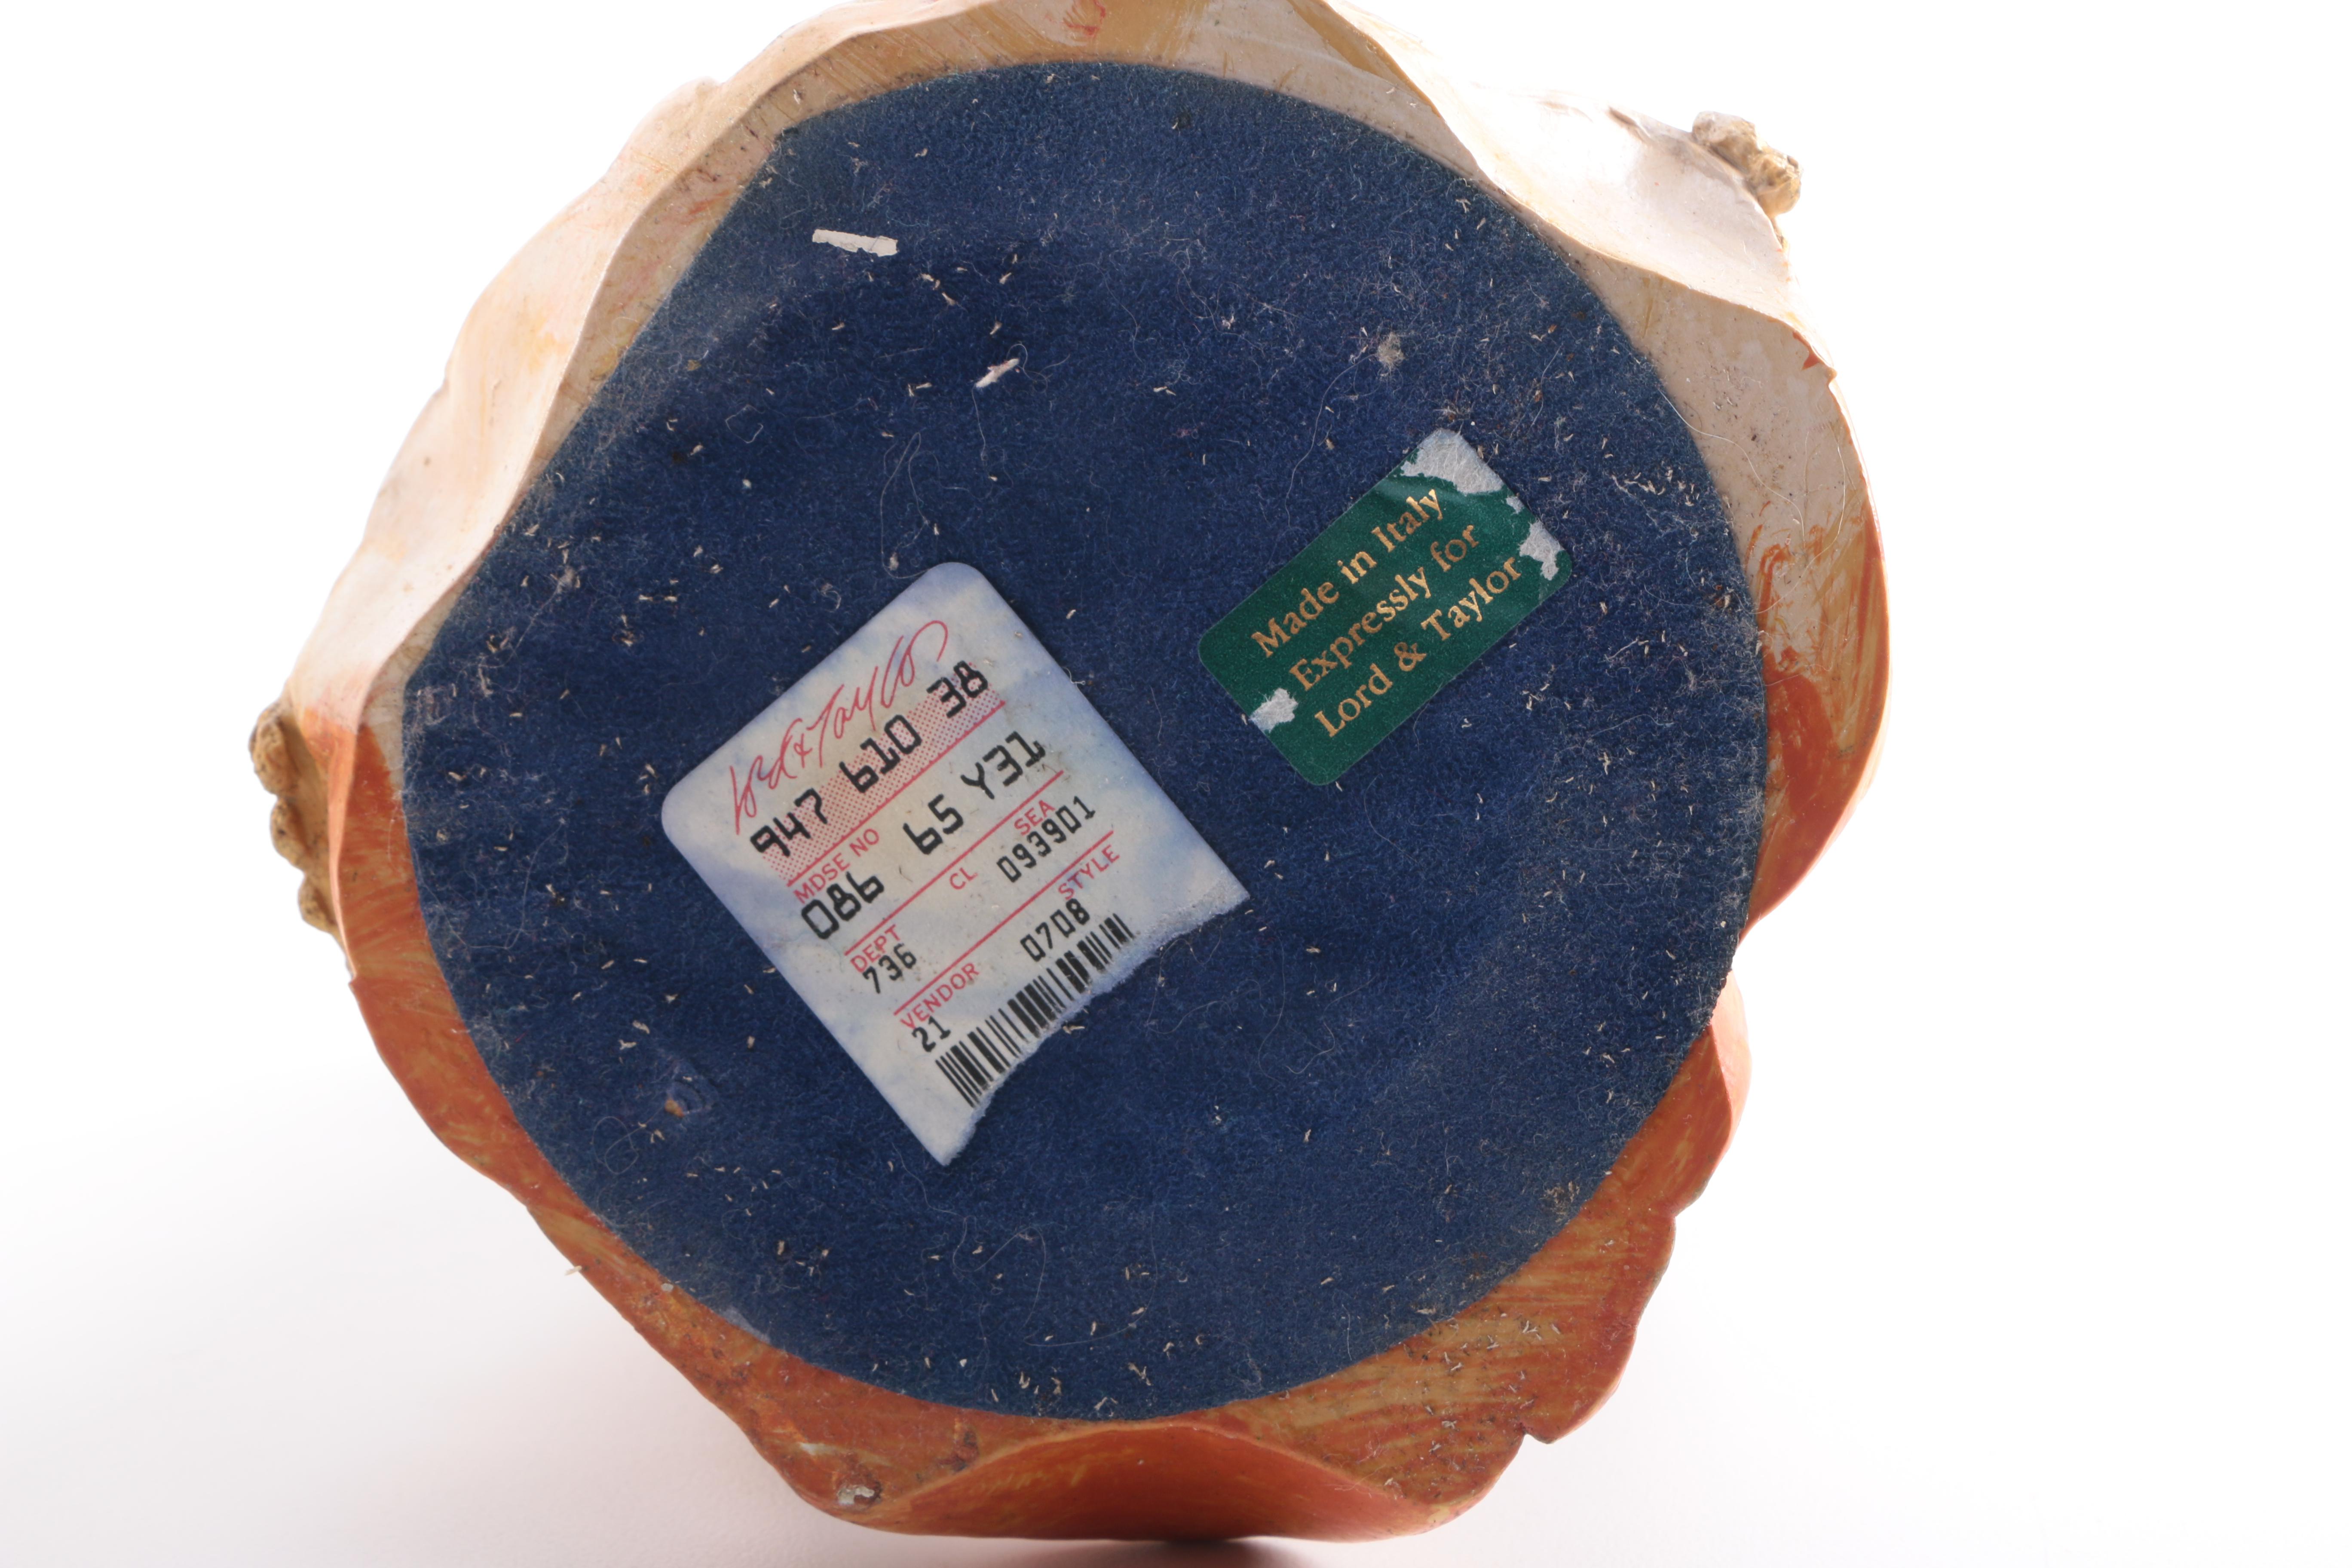 Lord & Taylor
947 610 38
MDSE NO
086 65 Y31
DEPT CL SEA
736 093901
VENDOR STYLE
21 0708
Made in Italy
Expressly for
Lord & Taylor